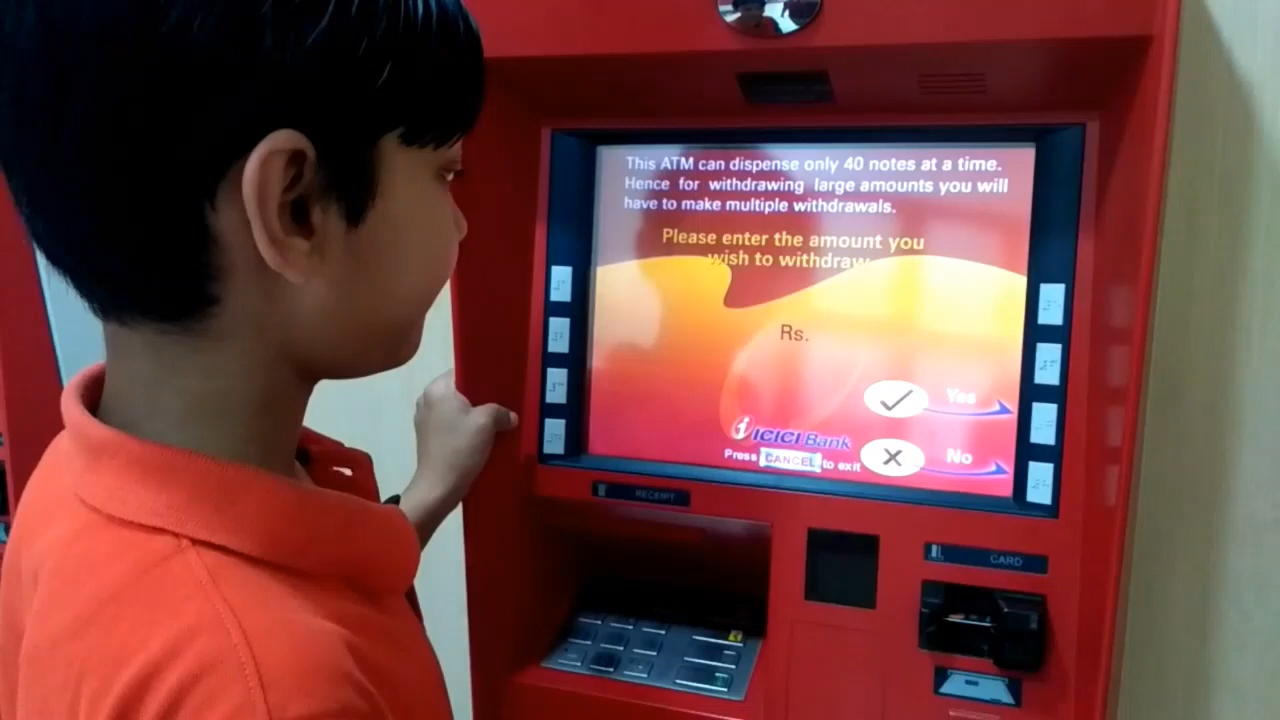 This ATM can dispense only 40 notes at a time.
Hence for withdrawing large amounts you will
have to make multiple withdrawals.
Please enter the amount you
wish to withdraw
Rs.
Yes
ICICI Bank
Press CANCEL to exit
No
RECEIPT
CARD